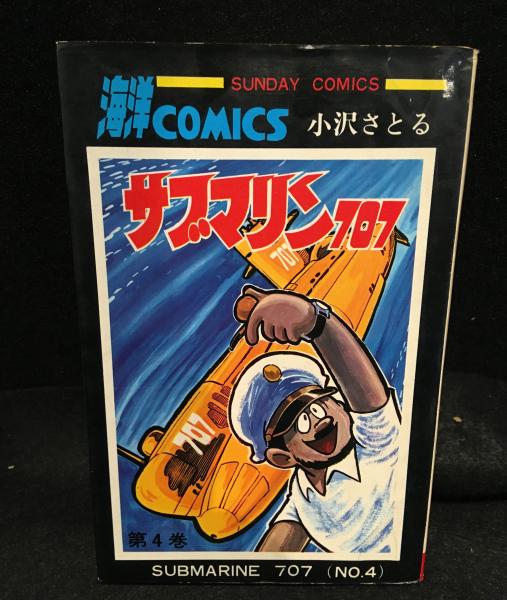 SUNDAY COMICS
海洋COMICS 小沢さとる
サブマリン707
707
707
第4巻
SUBMARINE 707 (NO.4)